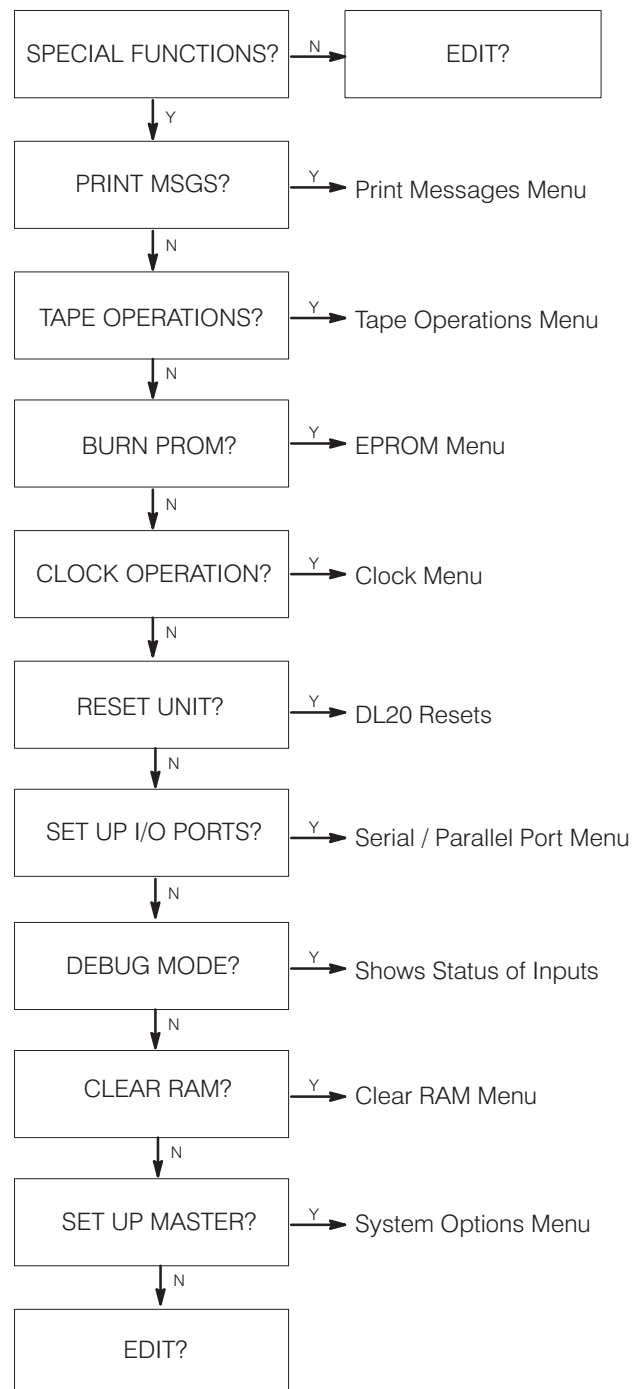 SPECIAL FUNCTIONS? N EDIT?
Y
PRINT MSGS? Y Print Messages Menu
N
TAPE OPERATIONS? Y Tape Operations Menu
N
BURN PROM? Y EPROM Menu
N
CLOCK OPERATION? Y Clock Menu
N
RESET UNIT? Y DL20 Resets
N
SET UP I/O PORTS? Y Serial / Parallel Port Menu
N
DEBUG MODE? Y Shows Status of Inputs
N
CLEAR RAM? Y Clear RAM Menu
N
SET UP MASTER? Y System Options Menu
N
EDIT?